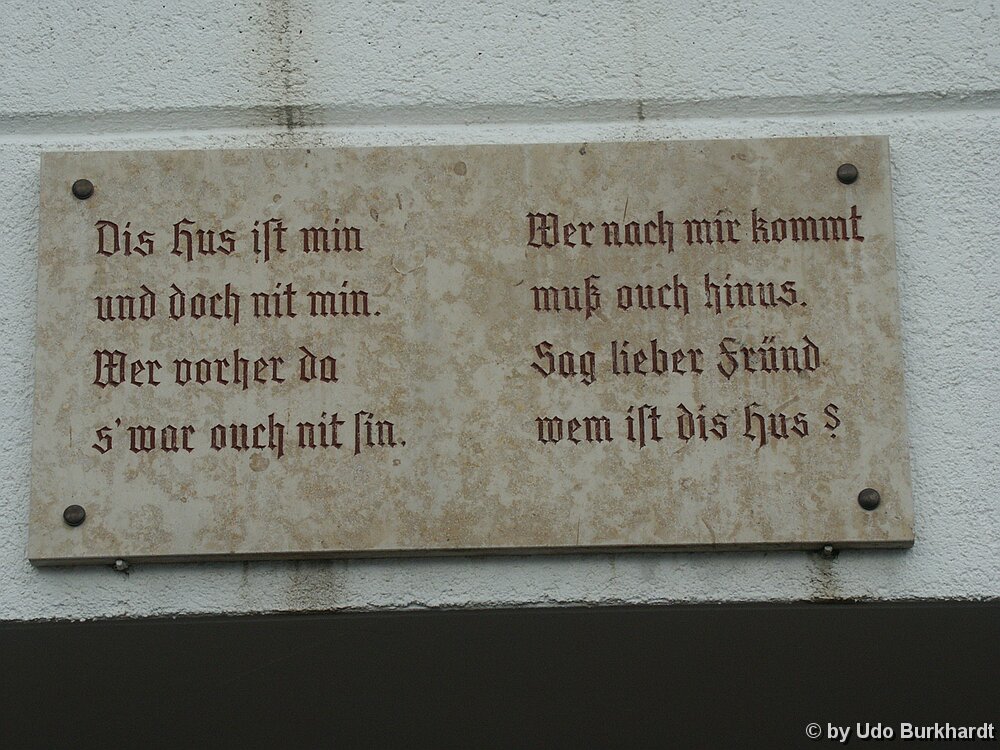 Dis Hus ist min
und doch nit min.
Wer vorher da
s'war ouch nit sin.
Wer nach mir kommt
muß ouch hinus.
Sag lieber Fründ
wem ist dis Hus ?
© by Udo Burkhardt